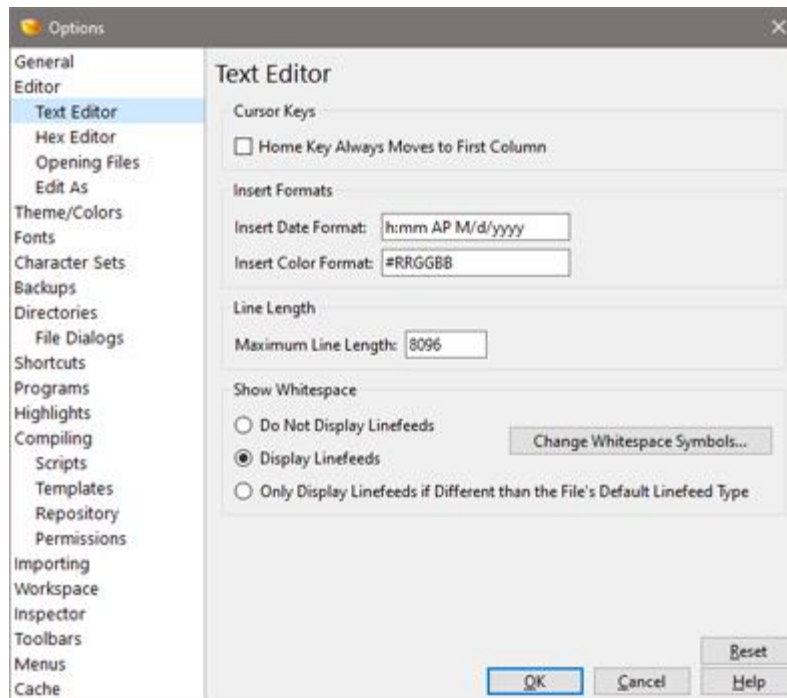 Options
General
Editor
Text Editor
Hex Editor
Opening Files
Edit As
Theme/Colors
Fonts
Character Sets
Backups
Directories
File Dialogs
Shortcuts
Programs
Highlights
Compiling
Scripts
Templates
Repository
Permissions
Importing
Workspace
Inspector
Toolbars
Menus
Cache
Text Editor
Cursor Keys
Home Key Always Moves to First Column
Insert Formats
Insert Date Format: h:mm AP M/d/yyyy
Insert Color Format: #RRGGBB
Line Length
Maximum Line Length: 8096
Show Whitespace
Do Not Display Linefeeds
Change Whitespace Symbols...
Display Linefeeds
Only Display Linefeeds if Different than the File's Default Linefeed Type
Reset
OK Cancel Help